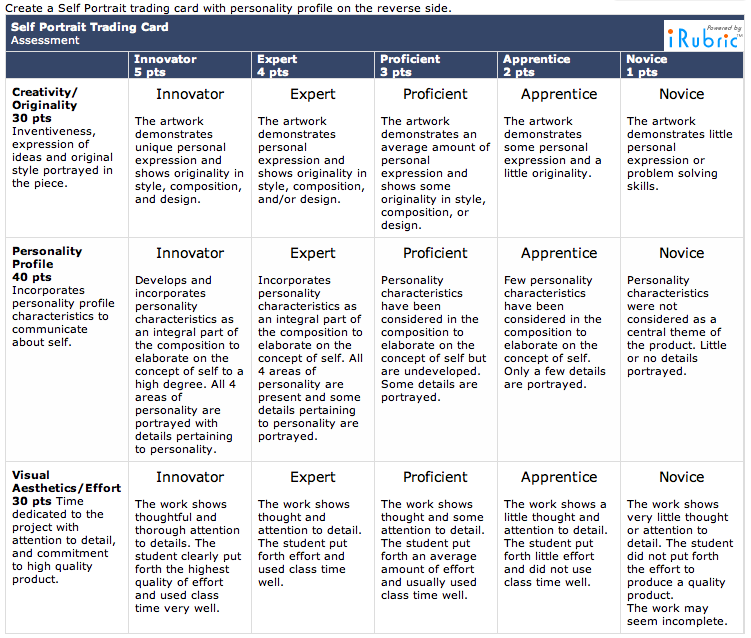 Create a Self Portrait trading card with personality profile on the reverse side.
Self Portrait Trading Card
Assessment
Powered by
iRubric™
Innovator
5 pts
Expert
4 pts
Proficient
3 pts
Apprentice
2 pts
Novice
1 pts
Creativity/
Originality
30 pts
Inventiveness,
expression of
ideas and original
style portrayed in
the piece.
Innovator
The artwork
demonstrates
unique personal
expression and
shows originality in
style, composition,
and design.
Expert
The artwork
demonstrates
personal
expression and
shows originality in
style, composition,
and/or design.
Proficient
The artwork
demonstrates an
average amount of
personal
expression and
shows some
originality in style,
composition, or
design.
Apprentice
The artwork
demonstrates
some personal
expression and a
little originality.
Novice
The artwork
demonstrates little
personal
expression or
problem solving
skills.
Personality
Profile
40 pts
Incorporates
personality profile
characteristics to
communicate
about self.
Innovator
Develops and
incorporates
personality
characteristics as
an integral part of
the composition to
elaborate on the
concept of self to a
high degree. All 4
areas of
personality are
portrayed with
details pertaining
to personality.
Expert
Incorporates
personality
characteristics as
an integral part of
the composition to
elaborate on the
concept of self. All
4 areas of
personality are
present and some
details pertaining
to personality are
portrayed.
Proficient
Personality
characteristics
have been
considered in the
composition to
elaborate on the
concept of self but
are undeveloped.
Some details are
portrayed.
Apprentice
Few personality
characteristics
have been
considered in the
composition to
elaborate on the
concept of self.
Only a few details
are portrayed.
Novice
Personality
characteristics
were not
considered as a
central theme of
the product. Little
or no details
portrayed.
Visual
Aesthetics/Effort
30 pts Time
dedicated to the
project with
attention to detail,
and commitment
to high quality
product.
Innovator
The work shows
thoughtful and
thorough attention
to details. The
student clearly put
forth the highest
quality of effort
and used class
time very well.
Expert
The work shows
thought and
attention to detail.
The student put
forth effort and
used class time
well.
Proficient
The work shows
thought and some
attention to detail.
The student put
forth an average
amount of effort
and usually used
class time well.
Apprentice
The work shows a
little thought and
attention to detail.
The student put
forth little effort
and did not use
class time well.
Novice
The work shows
very little thought
or attention to
detail. The student
did not put forth
the effort to
produce a quality
product.
The work may
seem incomplete.